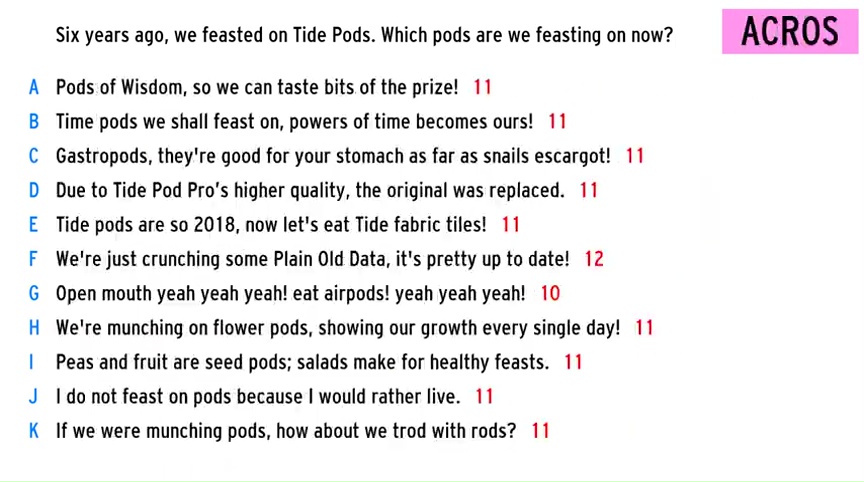 Six years ago, we feasted on Tide Pods. Which pods are we feasting on now?
ACROS
A Pods of Wisdom, so we can taste bits of the prize! 11
B Time pods we shall feast on, powers of time becomes ours! 11
C Gastropods, they're good for your stomach as far as snails escargot! 11
D Due to Tide Pod Pro's higher quality, the original was replaced. 11
E Tide pods are so 2018, now let's eat Tide fabric tiles! 11
F We're just crunching some Plain Old Data, it's pretty up to date! 12
G Open mouth yeah yeah yeah! eat airpods! yeah yeah yeah! 10
H We're munching on flower pods, showing our growth every single day! 11
I Peas and fruit are seed pods; salads make for healthy feasts. 11
J I do not feast on pods because I would rather live. 11
K If we were munching pods, how about we trod with rods? 11